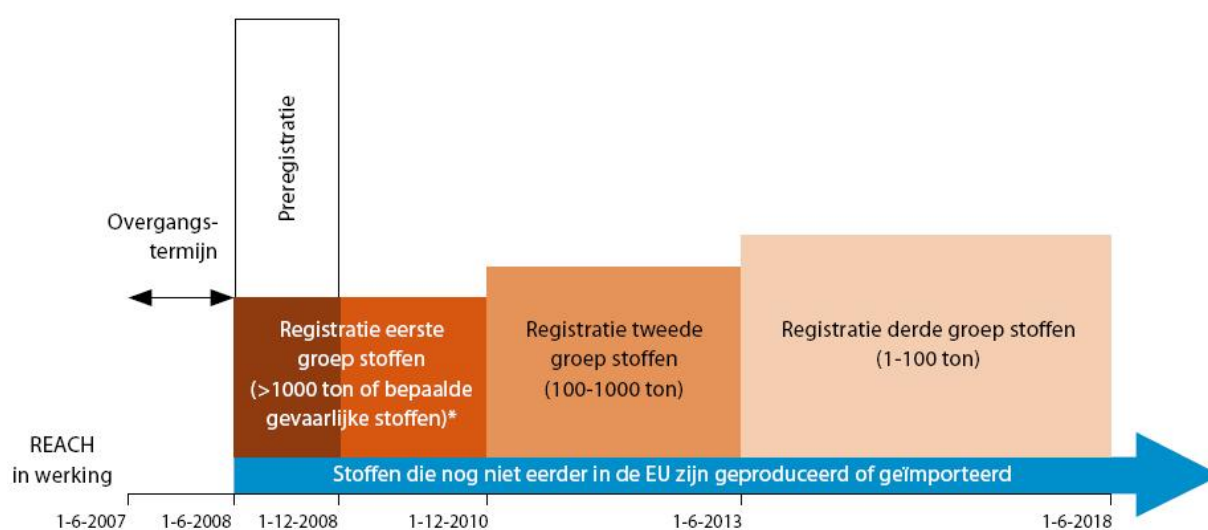 Preregistratie
Overgangs-
termijn
Registratie eerste
groep stoffen
(>1000 ton of bepaalde
gevaarlijke stoffen)*
Registratie tweede
groep stoffen
(100-1000 ton)
Registratie derde groep stoffen
(1-100 ton)
REACH
in werking
Stoffen die nog niet eerder in de EU zijn geproduceerd of geïmporteerd
1-6-2007 1-6-2008 1-12-2008 1-12-2010 1-6-2013 1-6-2018